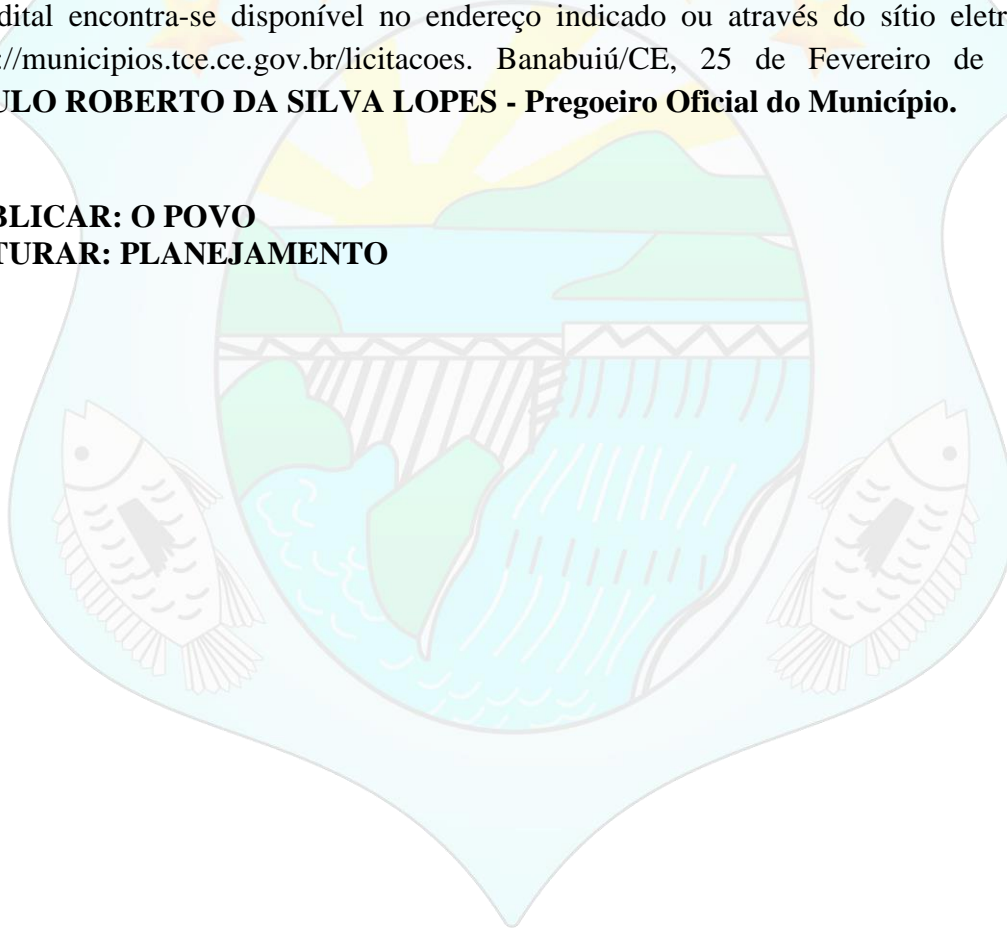 dital encontra-se disponível no endereço indicado ou através do sítio eletr
://municipios.tce.ce.gov.br/licitacoes. Banabuiú/CE, 25 de Fevereiro de
ULO ROBERTO DA SILVA LOPES - Pregoeiro Oficial do Município.
BLICAR: O POVO
TURAR: PLANEJAMENTO